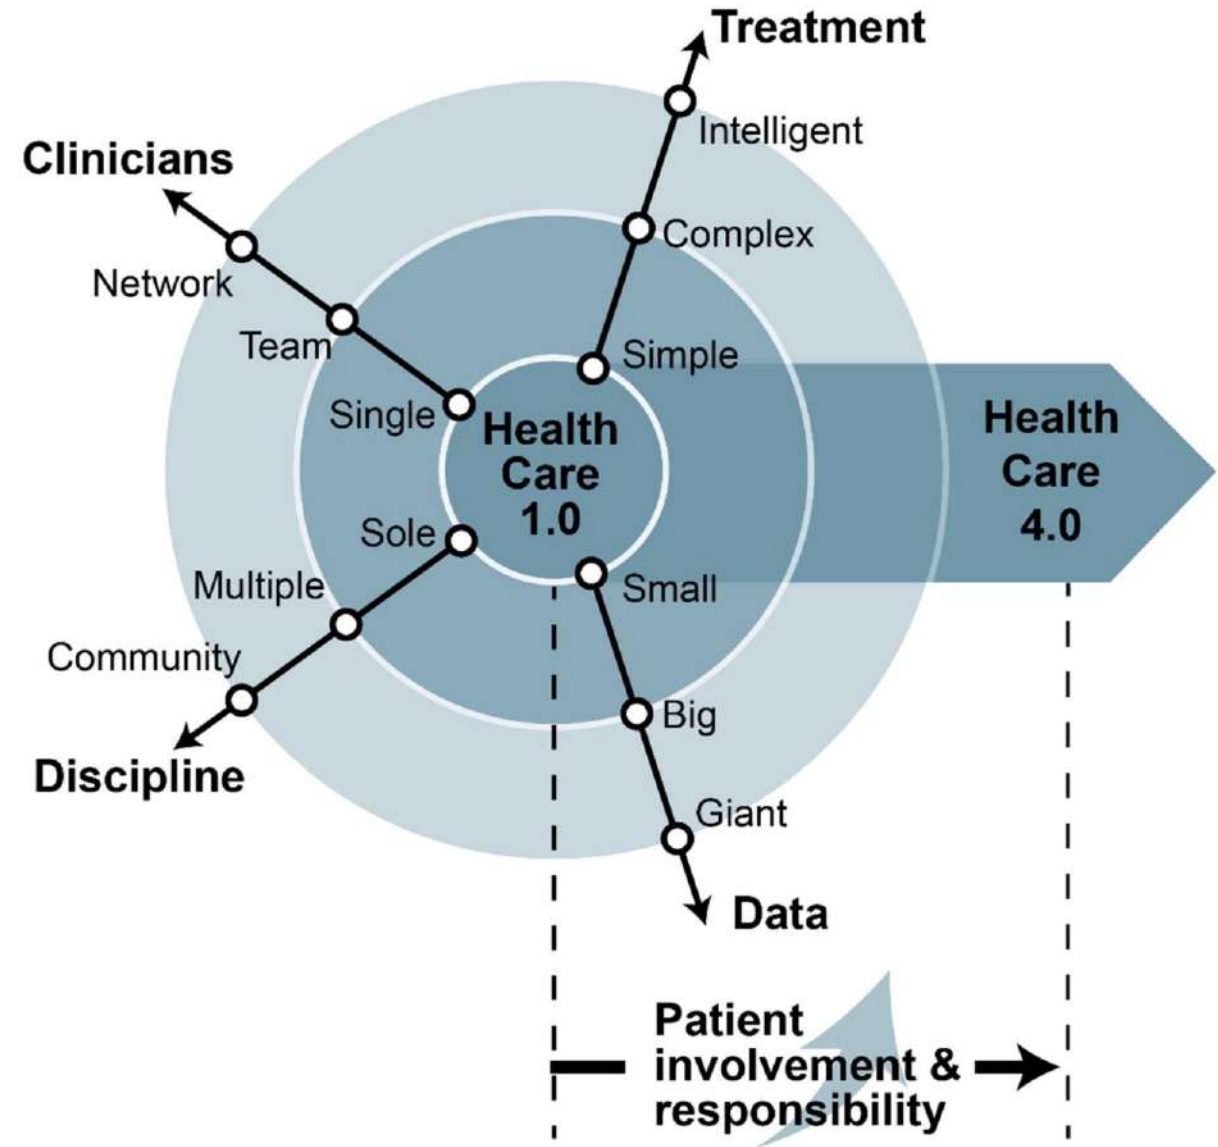 Treatment
Intelligent
Complex
Simple
Clinicians
Network
Team
Single
Health
Care
1.0
Health
Care
4.0
Sole
Multiple
Community
Discipline
Small
Big
Giant
Data
Patient
involvement &
responsibility